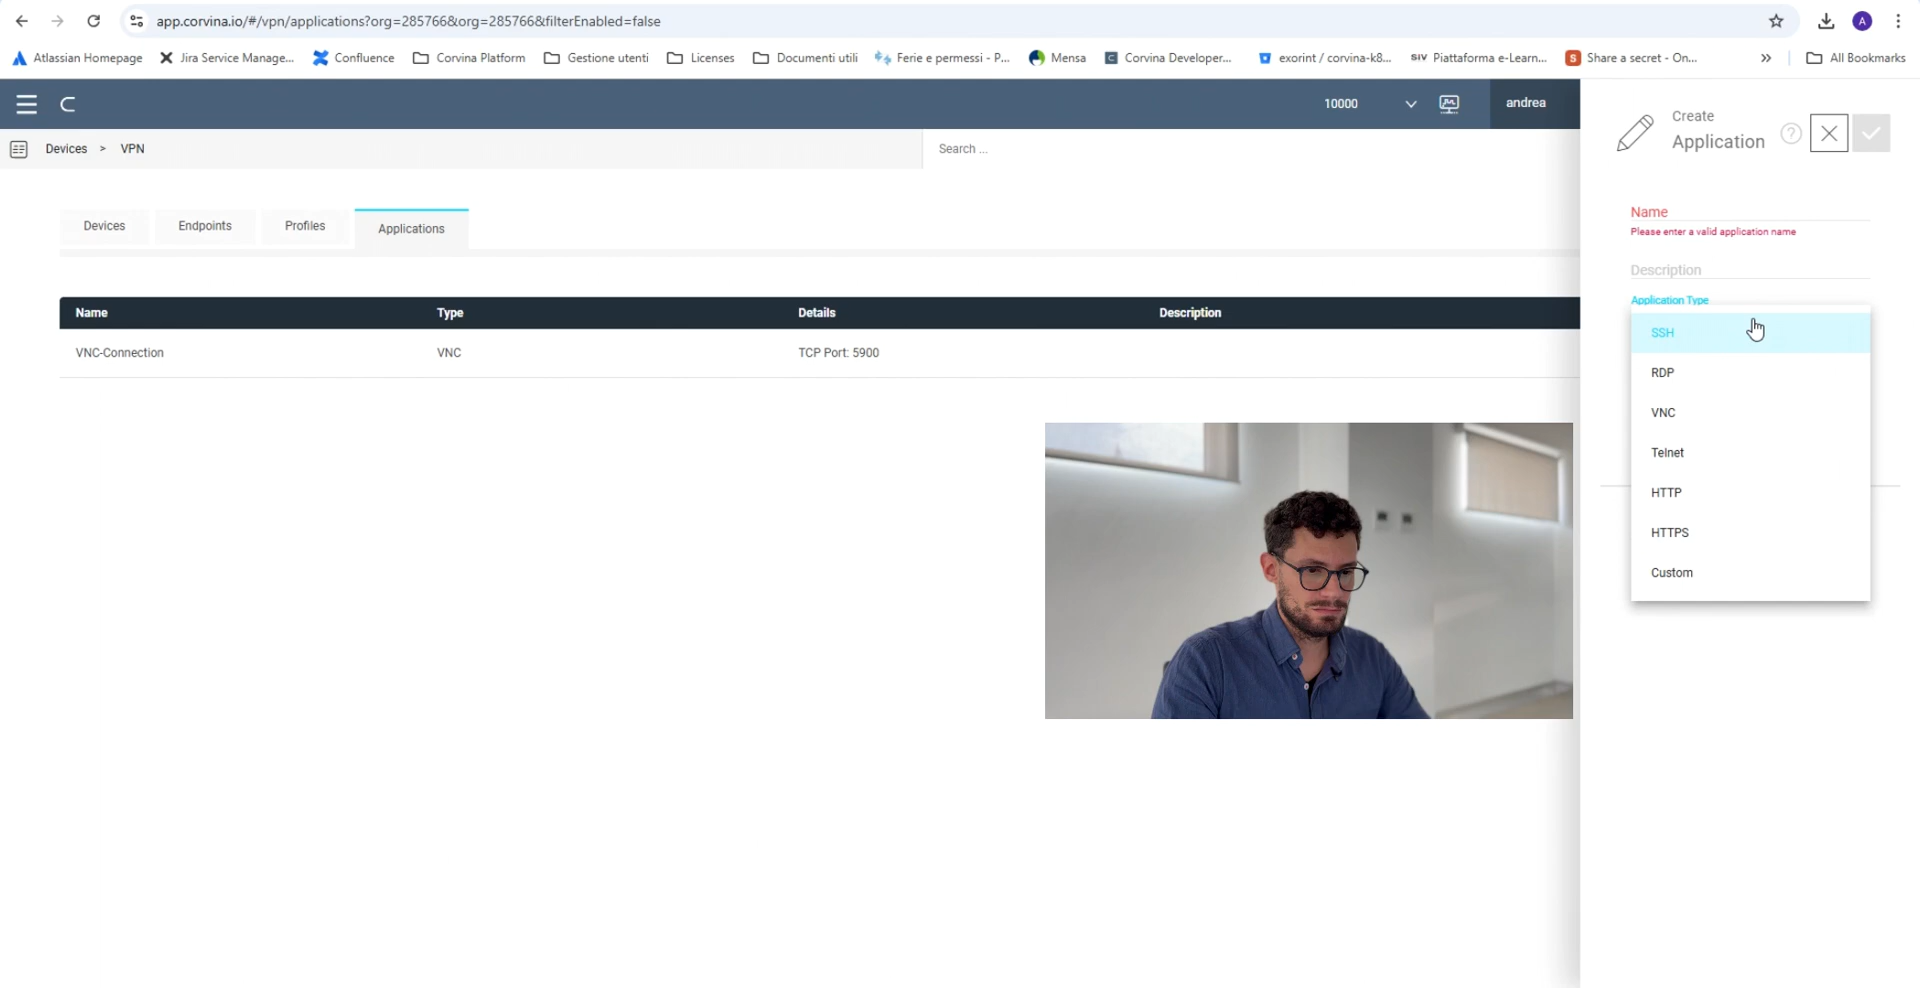 app.corvina.io/#/vpn/applications?org=285766&org=285766&filterEnabled=false
A
Atlassian Homepage
Jira Service Manage...
Confluence
Corvina Platform
Gestione utenti
Licenses
Documenti utili
Ferie e permessi - P...
Mensa
C Corvina Developer...
exorint / corvina-k8...
SIV Piattaforma e-Learn...
S Share a secret - On...
»
All Bookmarks
C
10000
andrea
Devices > VPN
Search ...
Devices
Endpoints
Profiles
Applications
Name Type Details Description
VNC-Connection VNC TCP Port: 5900
Create
Application
?
Name
Please enter a valid application name
Description
Application Type
SSH
RDP
VNC
Telnet
HTTP
HTTPS
Custom